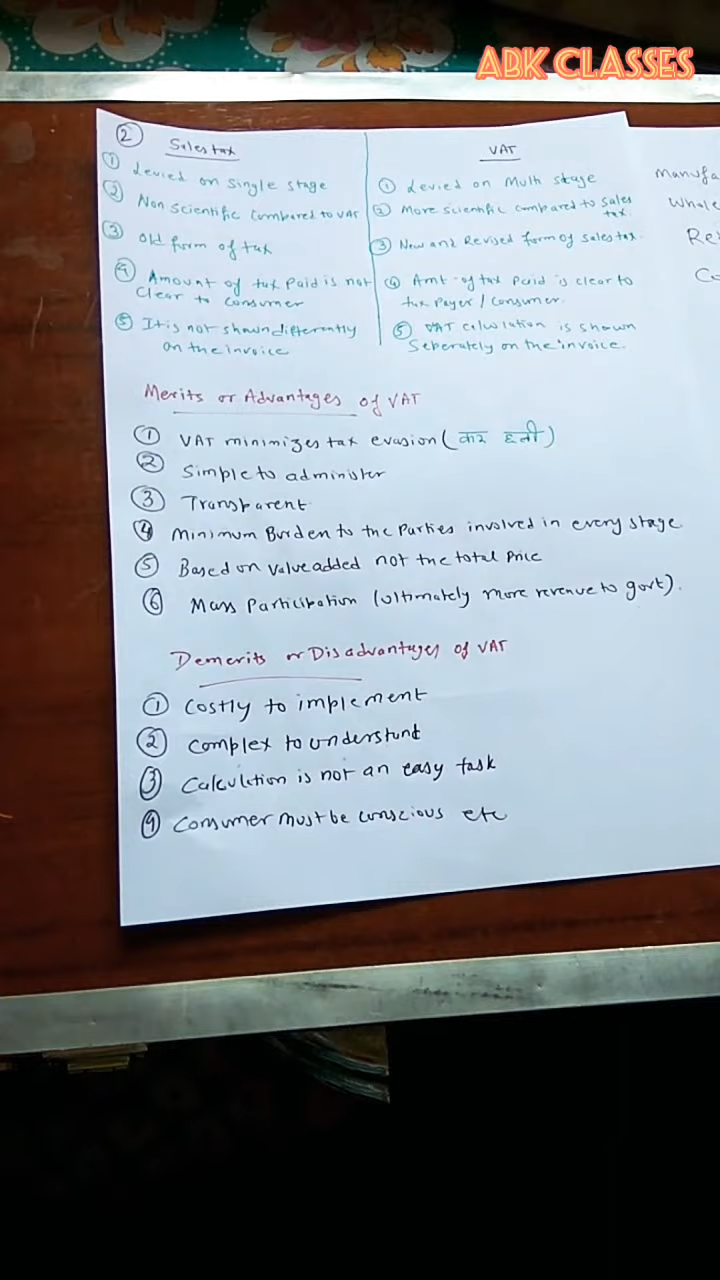 ABK CLASSES
② Sales tax
① Levied on single stage
② Non Scientific compared to VAT
③ Old form of tax
④ Amount of tax paid is not
clear to consumer
⑤ It is not shown differently
on the invoice
VAT
① Levied on Multi stage
② More scientific compared to sales
tax.
③ New and Revised form of sales tax.
④ Amt. of tax paid is clear to
tax payer / consumer.
⑤ VAT calculation is shown
Seperately on the invoice.
Manufa
Whole
Re
Co
Merits or Advantages of VAT
① VAT minimizes tax evasion (कर छली)
② Simple to administer
③ Transparent.
④ Minimum Burden to the Parties involved in every stage.
⑤ Based on value added not the total price
⑥ Mass Participation (ultimately more revenue to govt).
Demerits or Disadvantages of VAT
① Costly to implement
② Complex to understand
③ Calculation is not an easy task
④ Consumer must be conscious etc